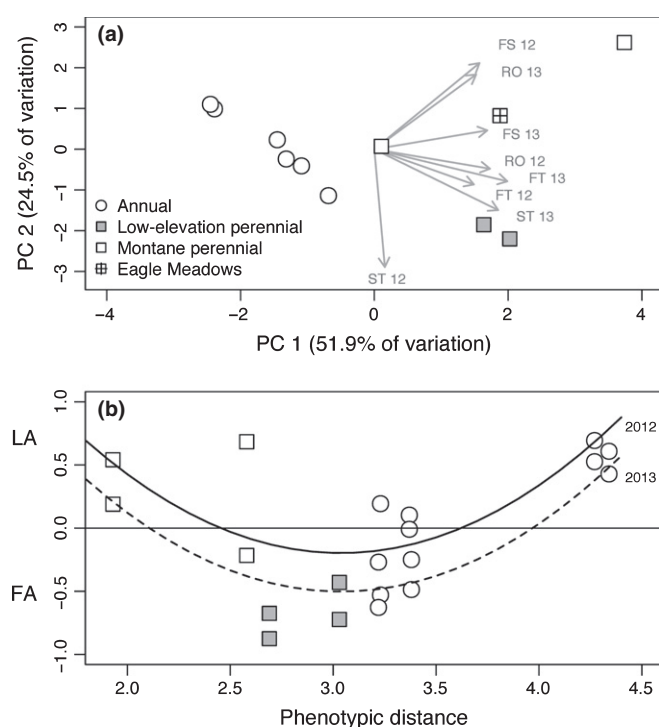 (a)
3
2
1
0
−1
−2
−3
PC 2 (24.5% of variation)
FS 12
RO 13
FS 13
RO 12
FT 13
FT 12
ST 13
ST 12
Annual
Low-elevation perennial
Montane perennial
Eagle Meadows
−4 −2 0 2 4
PC 1 (51.9% of variation)
(b)
1.0
0.5
0.0
−0.5
−1.0
LA
FA
2012
2013
2.0 2.5 3.0 3.5 4.0 4.5
Phenotypic distance